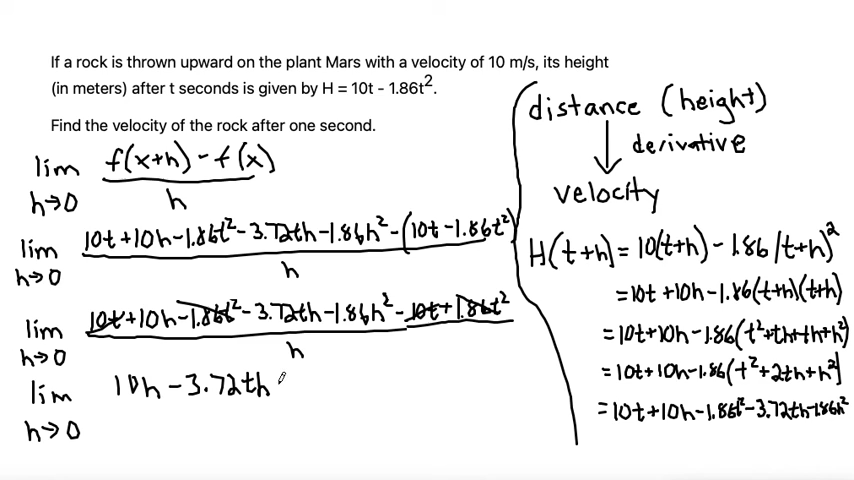 If a rock is thrown upward on the plant Mars with a velocity of 10 m/s, its height
(in meters) after t seconds is given by H = 10t - 1.86t².
Find the velocity of the rock after one second.
lim h→0 f(x+h) - f(x) / h
lim h→0 10t + 10h - 1.86t² - 3.72th - 1.86h² - (10t - 1.86t²) / h
lim h→0 10t + 10h - 1.86t² - 3.72th - 1.86h² - 10t + 1.86t² / h
lim h→0 10h - 3.72th
distance (height)
derivative
velocity
H(t+h) = 10(t+h) - 1.86(t+h)²
= 10t + 10h - 1.86(t+h)(t+h)
= 10t + 10h - 1.86(t² + th + th + h²)
= 10t + 10h - 1.86(t² + 2th + h²)
= 10t + 10h - 1.86t² - 3.72th - 1.86h²